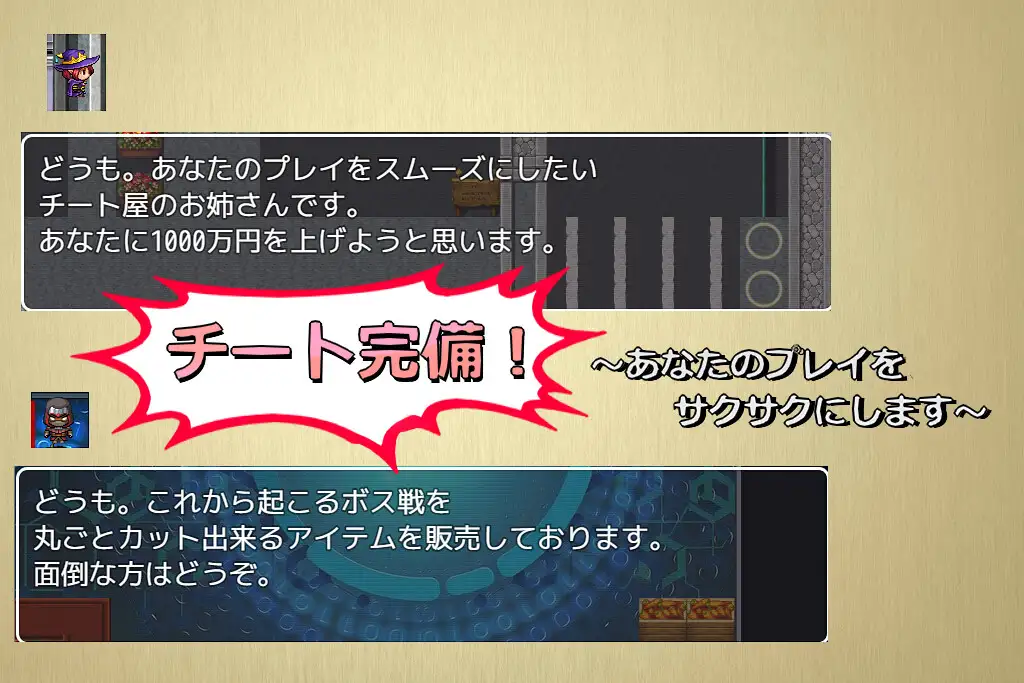 どうも。あなたのプレイをスムーズにしたい
チート屋のお姉さんです。
あなたに1000万円を上げようと思います。
チート完備！
～あなたのプレイを
サクサクにします～
どうも。これから起こるボス戦を
丸ごとカット出来るアイテムを販売しております。
面倒な方はどうぞ。